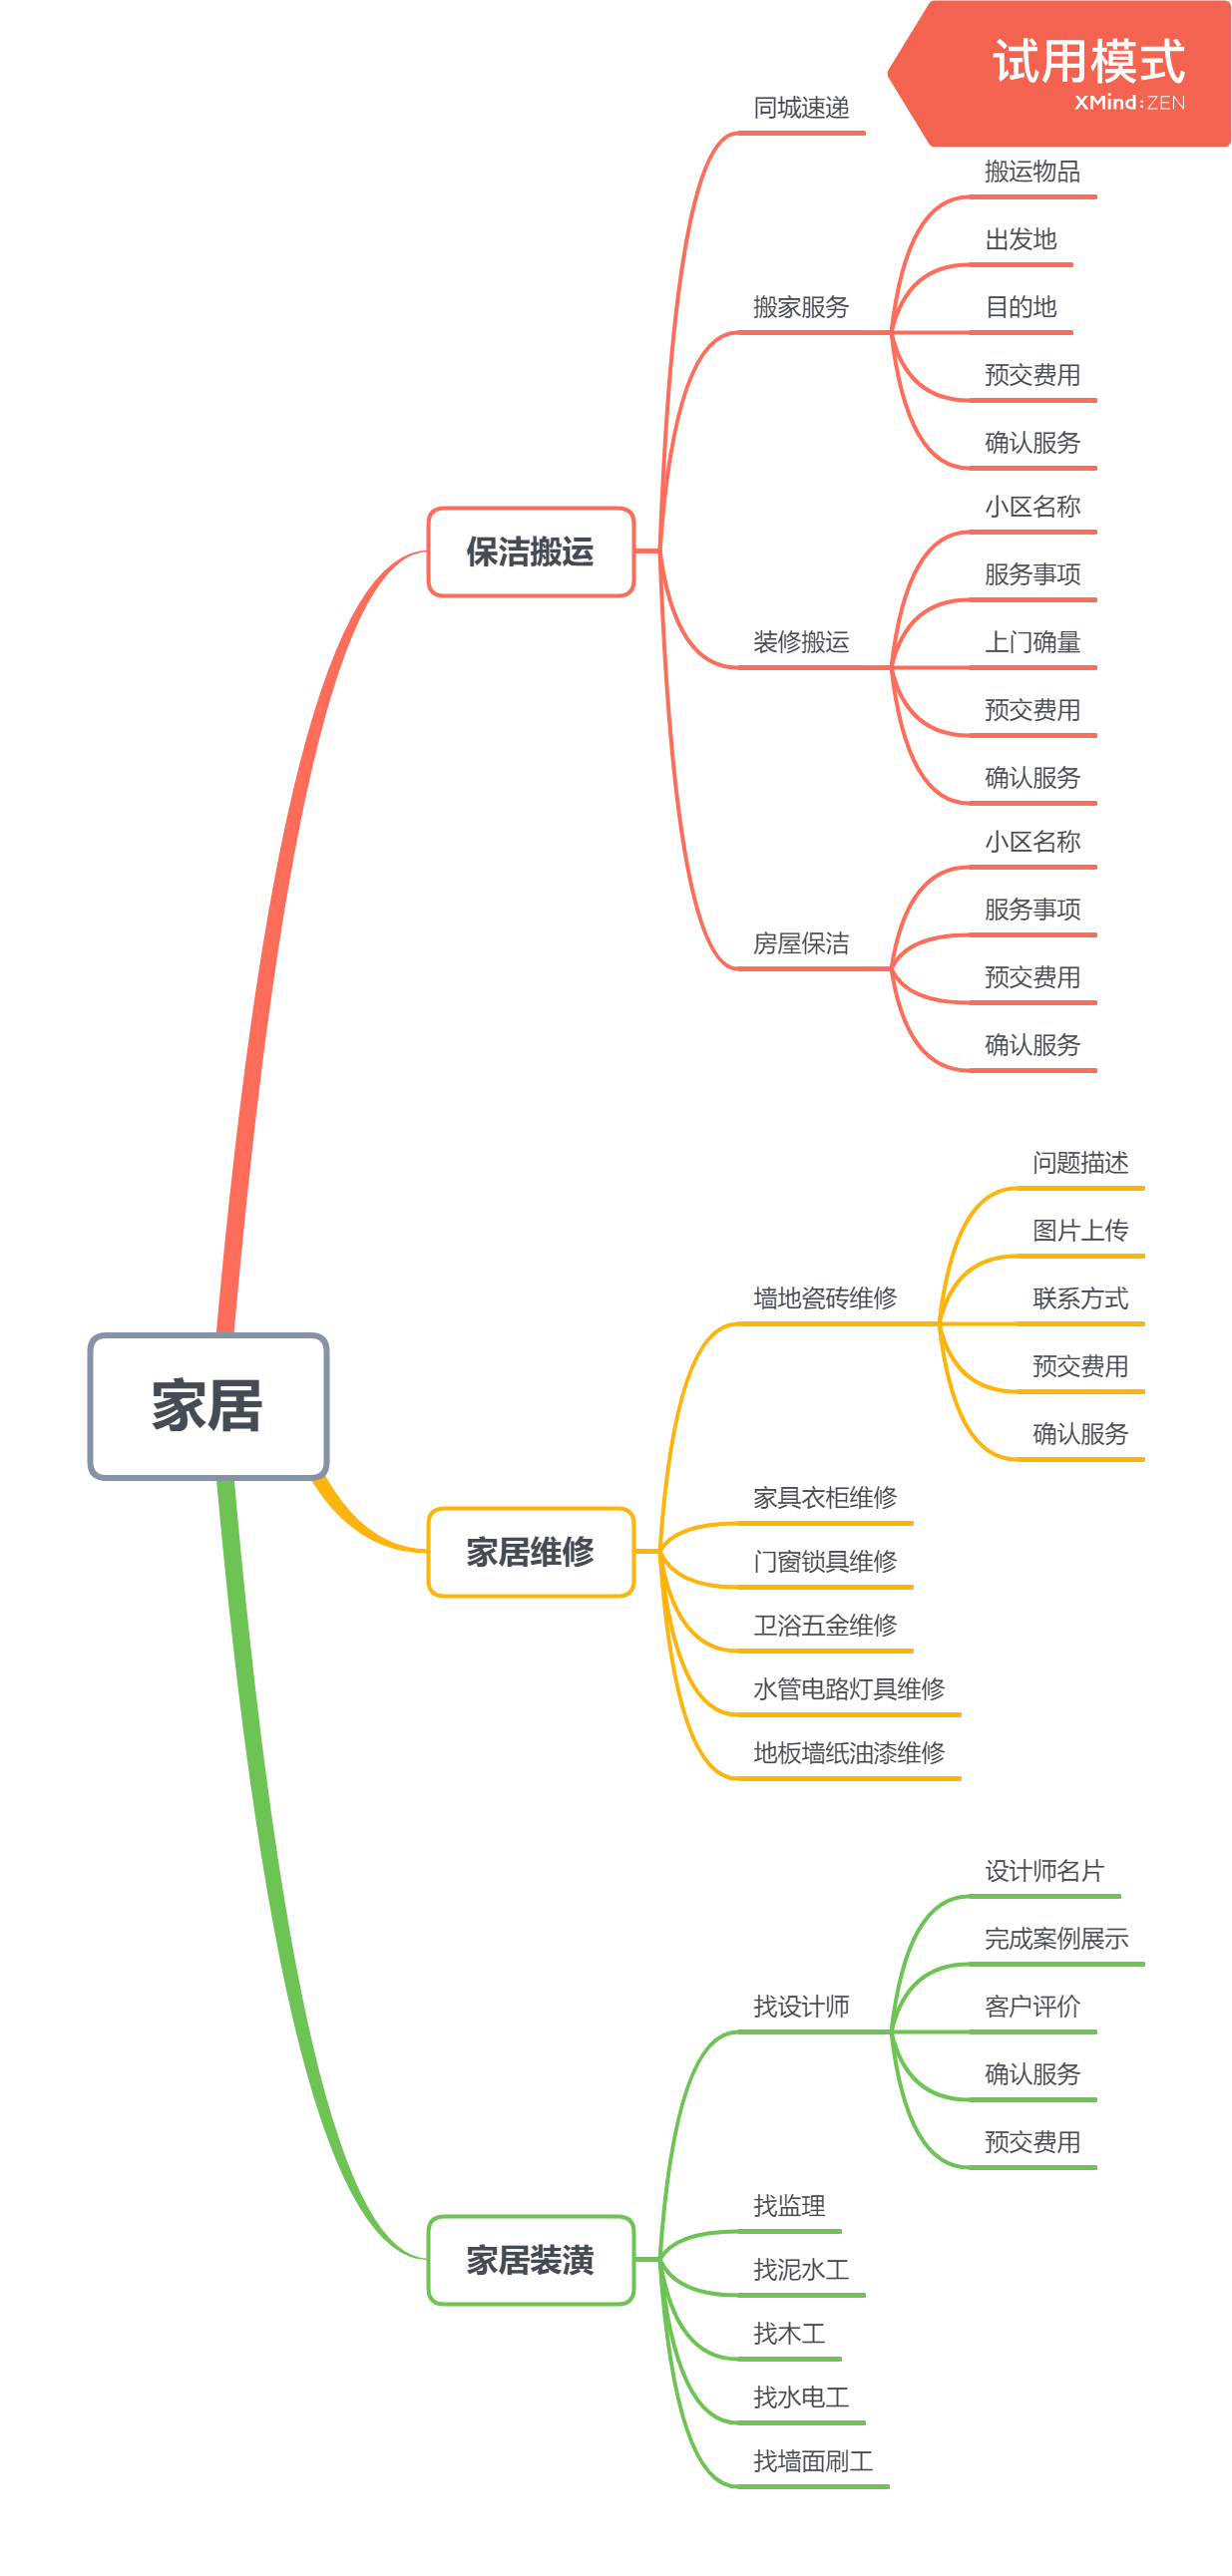 试用模式
XMind:ZEN
家居
保洁搬运
同城速递
搬家服务
搬运物品
出发地
目的地
预交费用
确认服务
装修搬运
小区名称
服务事项
上门确量
预交费用
确认服务
房屋保洁
小区名称
服务事项
预交费用
确认服务
家居维修
墙地瓷砖维修
问题描述
图片上传
联系方式
预交费用
确认服务
家具衣柜维修
门窗锁具维修
卫浴五金维修
水管电路灯具维修
地板墙纸油漆维修
家居装潢
找设计师
设计师名片
完成案例展示
客户评价
确认服务
预交费用
找监理
找泥水工
找木工
找水电工
找墙面刷工